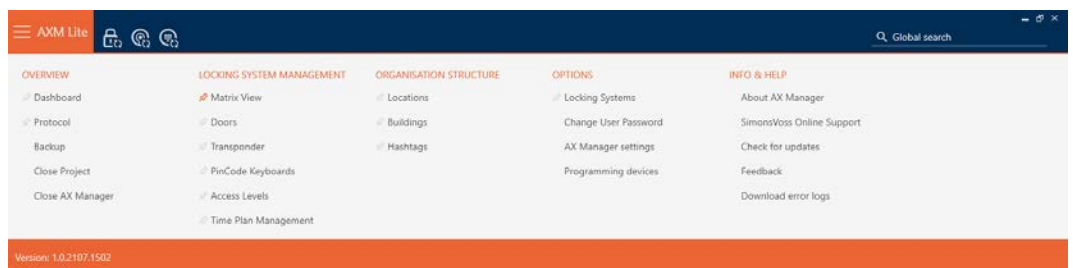 AXM Lite
Global search
OVERVIEW
Dashboard
Protocol
Backup
Close Project
Close AX Manager
LOCKING SYSTEM MANAGEMENT
Matrix View
Doors
Transponder
PinCode Keyboards
Access Levels
Time Plan Management
ORGANISATION STRUCTURE
Locations
Buildings
Hashtags
OPTIONS
Locking Systems
Change User Password
AX Manager settings
Programming devices
INFO & HELP
About AX Manager
SimonsVoss Online Support
Check for updates
Feedback
Download error logs
Version: 1.0.2107.1502